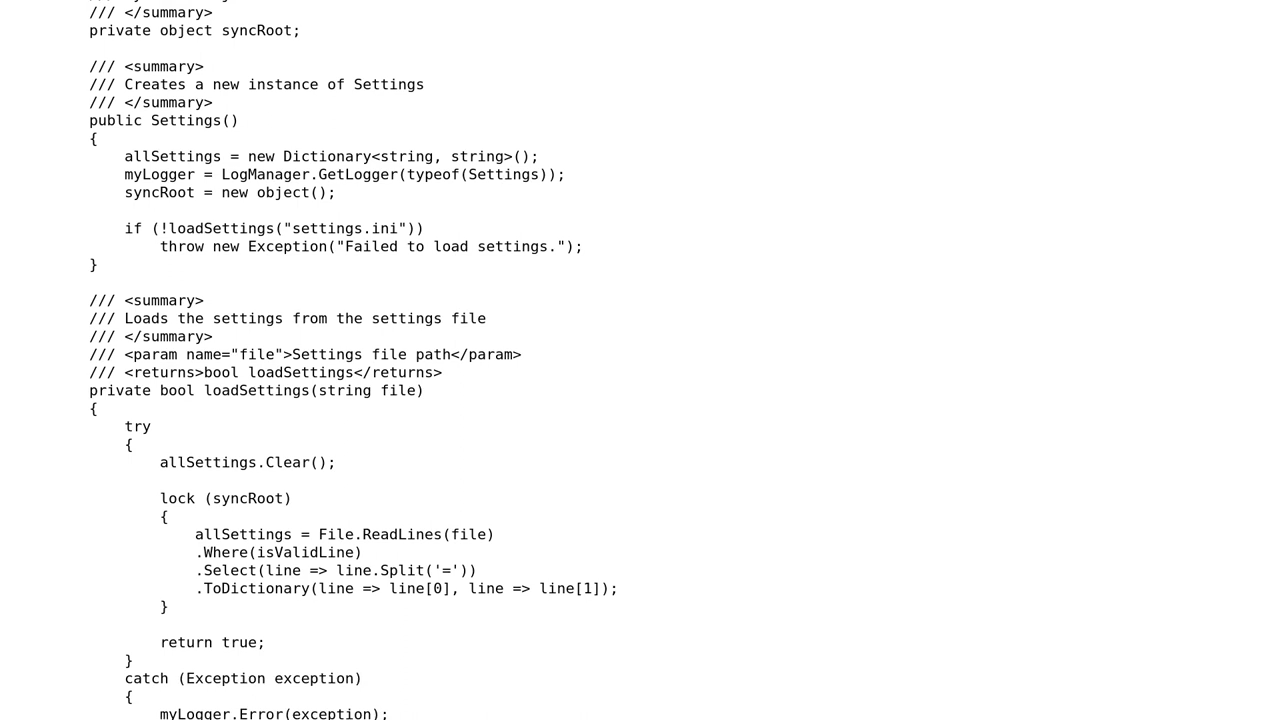 /// </summary>
private object syncRoot;
/// <summary>
/// Creates a new instance of Settings
/// </summary>
public Settings()
{
allSettings = new Dictionary<string, string>();
myLogger = LogManager.GetLogger(typeof(Settings));
syncRoot = new object();
if (!loadSettings("settings.ini"))
throw new Exception("Failed to load settings.");
}
/// <summary>
/// Loads the settings from the settings file
/// </summary>
/// <param name="file">Settings file path</param>
/// <returns>bool loadSettings</returns>
private bool loadSettings(string file)
{
try
{
allSettings.Clear();
lock (syncRoot)
{
allSettings = File.ReadLines(file)
.Where(isValidLine)
.Select(line => line.Split('='))
.ToDictionary(line => line[0], line => line[1]);
}
return true;
}
catch (Exception exception)
{
myLogger.Error(exception);